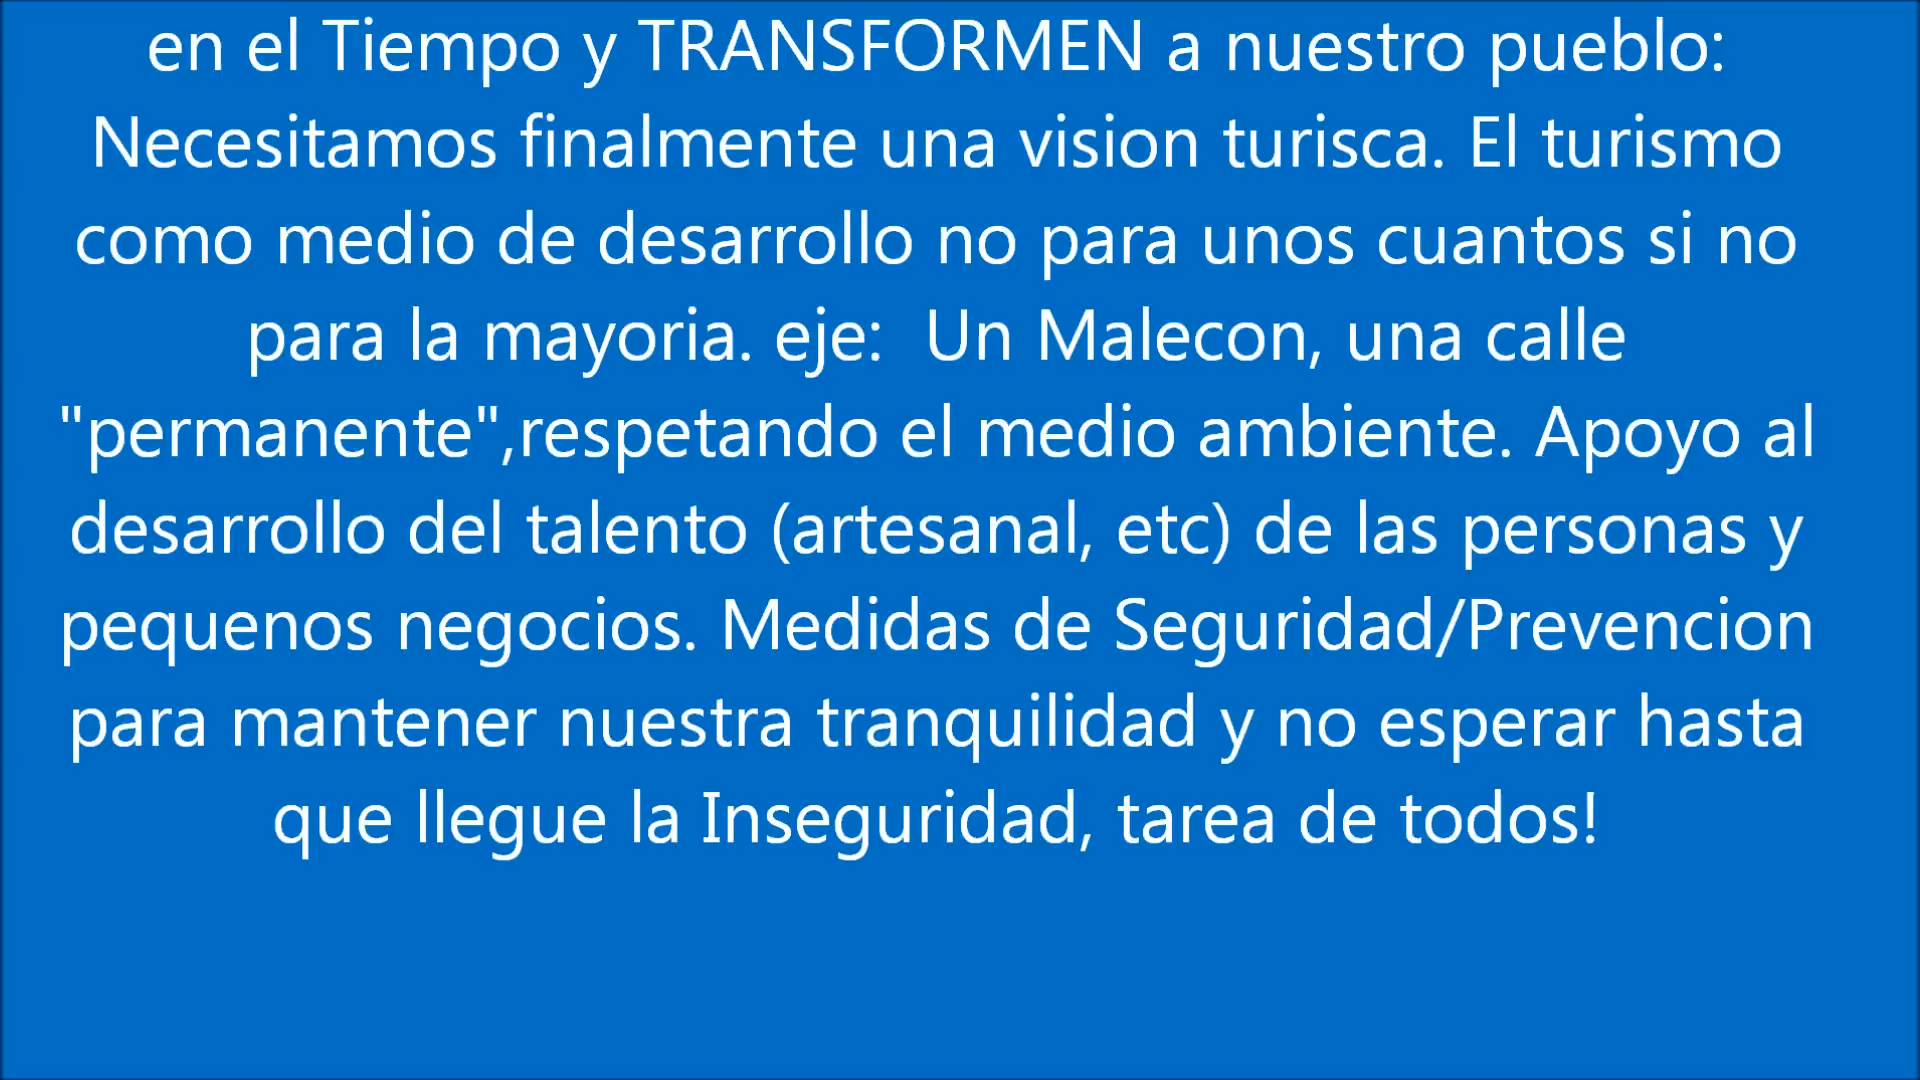 en el Tiempo y TRANSFORMEN a nuestro pueblo:
Necesitamos finalmente una vision turisca. El turismo
como medio de desarrollo no para unos cuantos si no
para la mayoria. eje:  Un Malecon, una calle
"permanente",respetando el medio ambiente. Apoyo al
desarrollo del talento (artesanal, etc) de las personas y
pequenos negocios. Medidas de Seguridad/Prevencion
para mantener nuestra tranquilidad y no esperar hasta
que llegue la Inseguridad, tarea de todos!